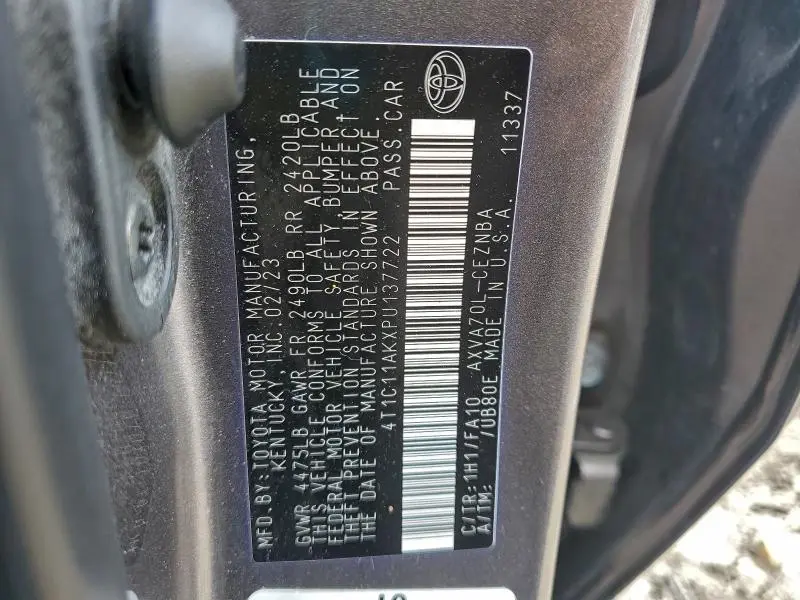 MFD.BY:TOYOTA MOTOR MANUFACTURING,
KENTUCKY, INC. 02/23
GVWR 4475LB GAWR FR 2490LB RR 2420LB
THIS VEHICLE CONFORMS TO ALL APPLICABLE
FEDERAL MOTOR VEHICLE SAFETY, BUMPER, AND
THEFT PREVENTION STANDARDS IN EFFECT ON
THE DATE OF MANUFACTURE SHOWN ABOVE.
4T1C11AKXPU137722 PASS.CAR
C/TR:1H1/FA10 AXVA70L-CEZNBA
A/TM: /UB80E MADE IN U.S.A. 11337